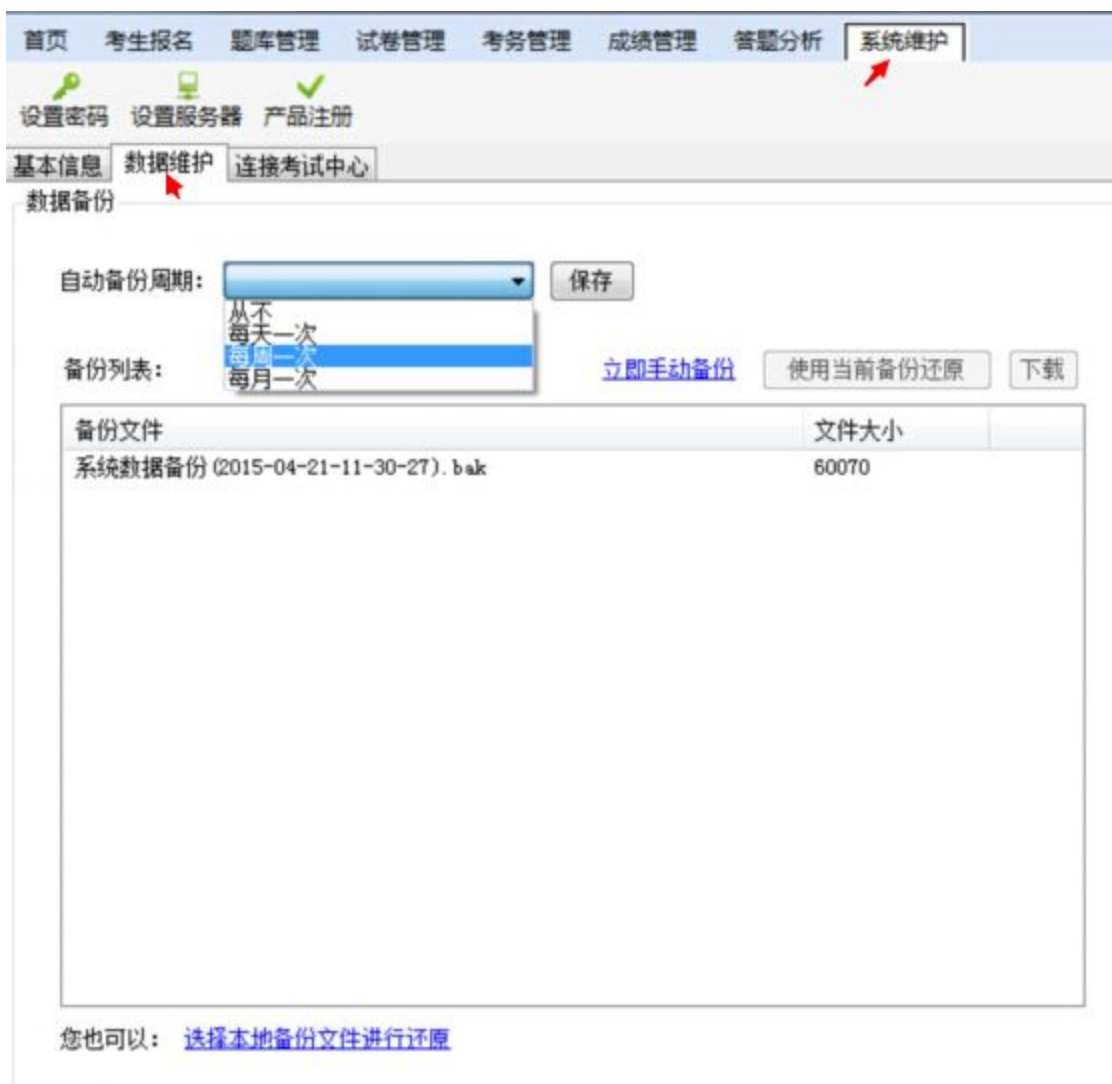 首页 考生报名 题库管理 试卷管理 考务管理 成绩管理 答题分析 系统维护
设置密码 设置服务器 产品注册
基本信息 数据维护 连接考试中心
数据备份
自动备份周期： 保存
从不
每天一次
每周一次
每月一次
备份列表： 立即手动备份 使用当前备份还原 下载
备份文件 文件大小
系统数据备份(2015-04-21-11-30-27).bak 60070
您也可以： 选择本地备份文件进行还原